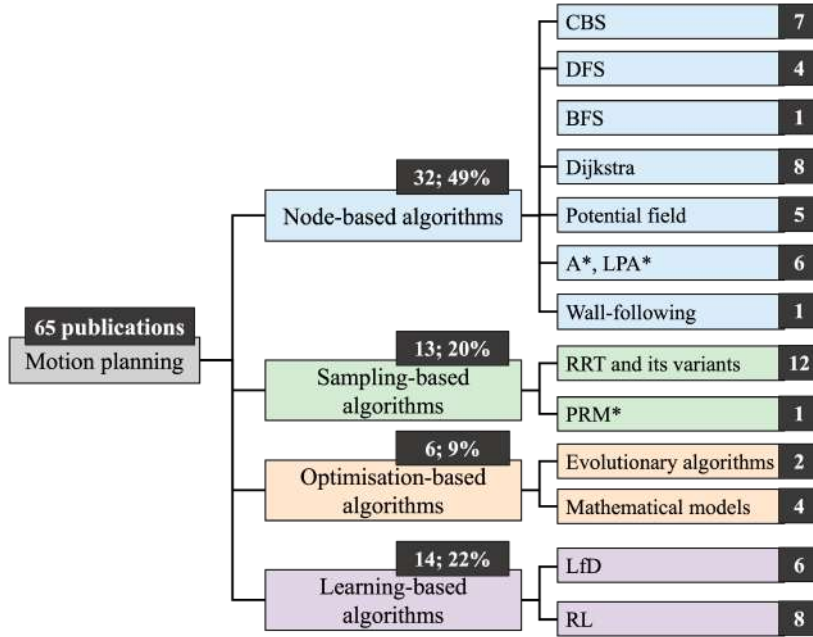 65 publications
Motion planning
32; 49%
Node-based algorithms
CBS 7
DFS 4
BFS 1
Dijkstra 8
Potential field 5
A*, LPA* 6
Wall-following 1
13; 20%
Sampling-based
algorithms
RRT and its variants 12
PRM* 1
6; 9%
Optimisation-based
algorithms
Evolutionary algorithms 2
Mathematical models 4
14; 22%
Learning-based
algorithms
LfD 6
RL 8